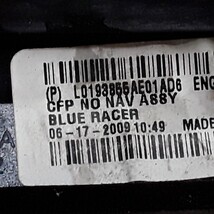 (P) L0193866AE01AD6 ENG
CFP NO NAV ASSY
BLUE RACER
06-17-2009 10:49 MADE
A